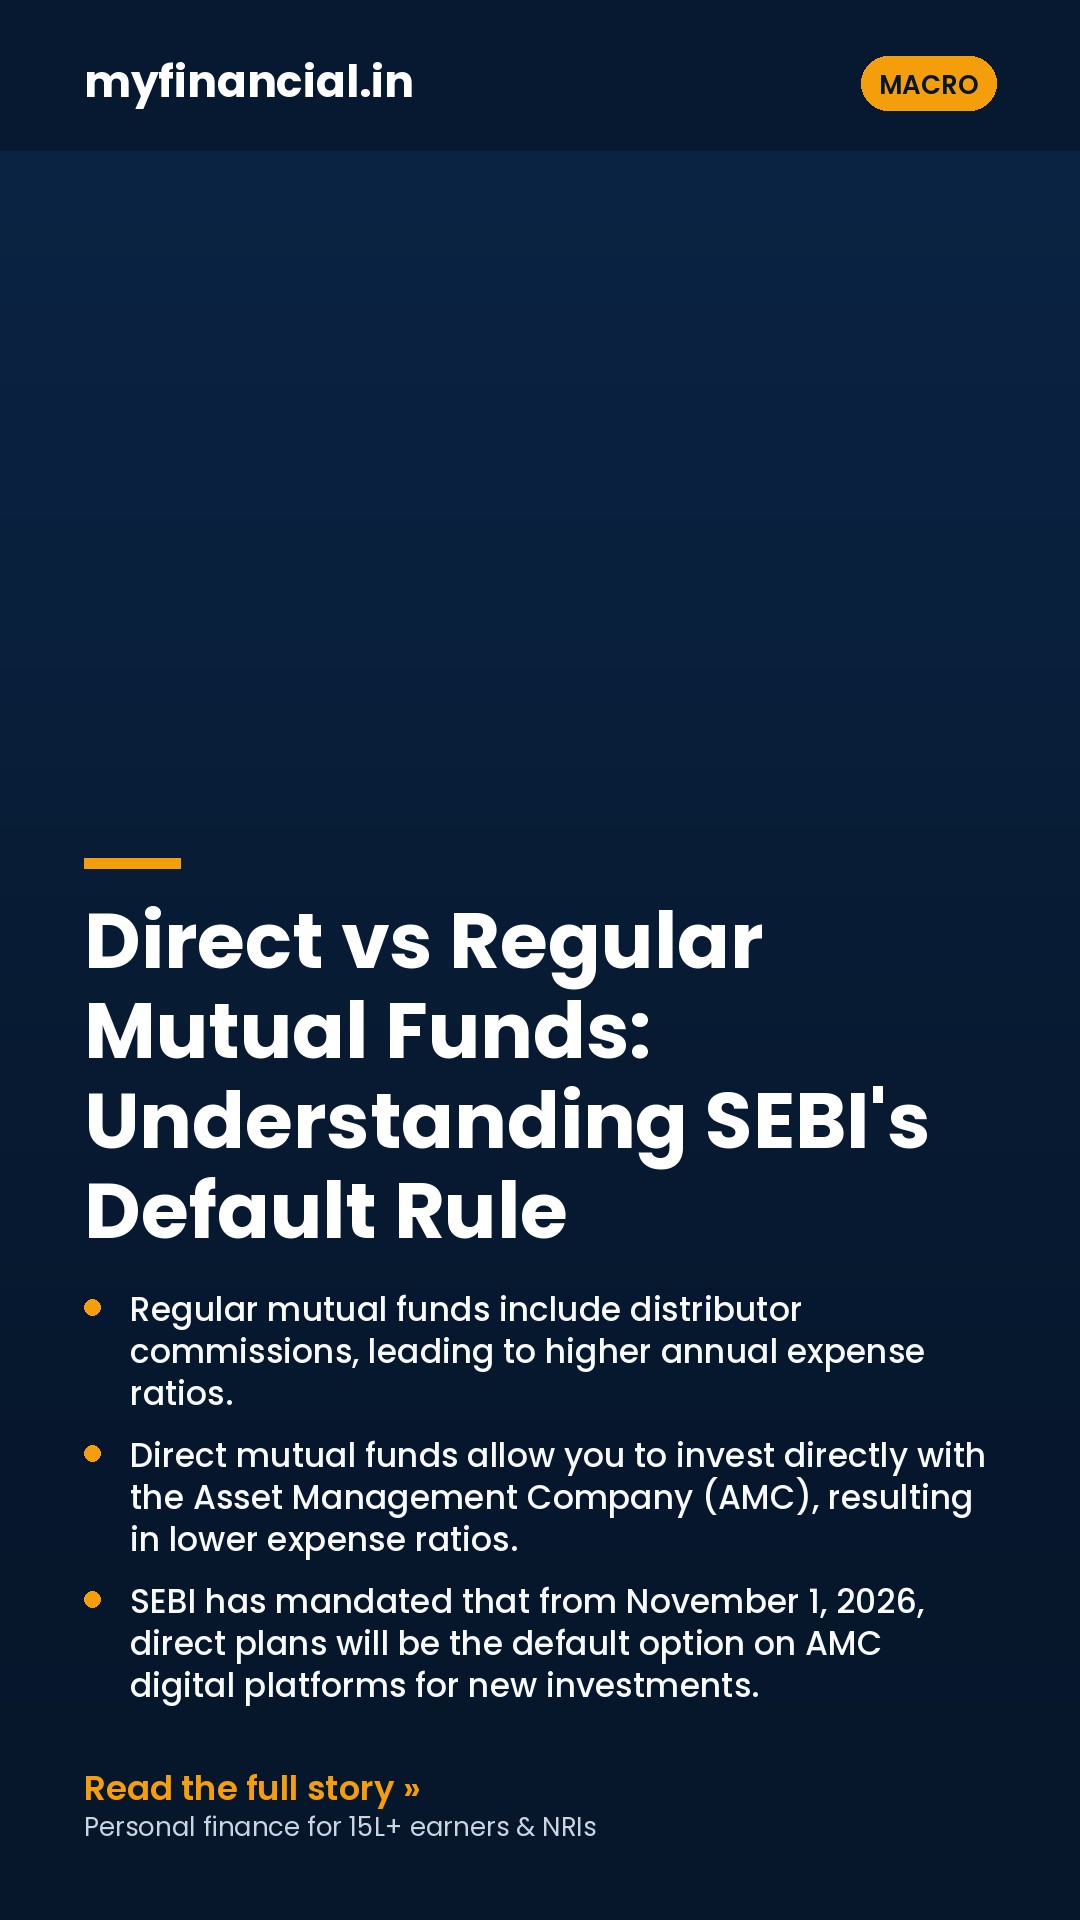 myfinancial.in
MACRO
Direct vs Regular
Mutual Funds:
Understanding SEBI's
Default Rule
Regular mutual funds include distributor
commissions, leading to higher annual expense
ratios.
Direct mutual funds allow you to invest directly with
the Asset Management Company (AMC), resulting
in lower expense ratios.
SEBI has mandated that from November 1, 2026,
direct plans will be the default option on AMC
digital platforms for new investments.
Read the full story »
Personal finance for 15L+ earners & NRIs